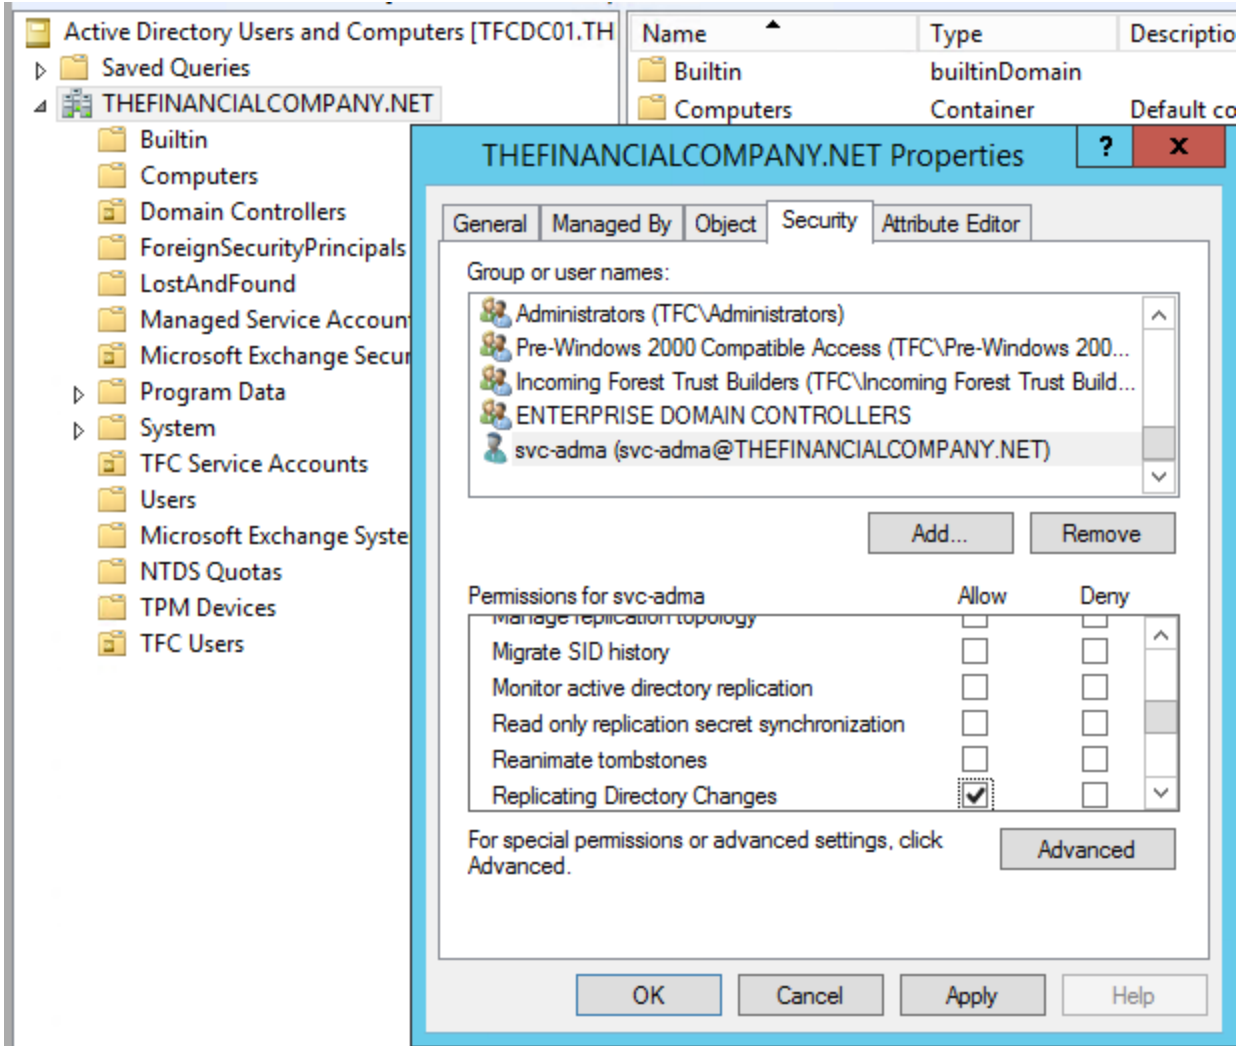 Active Directory Users and Computers [TFCDC01.TH
Saved Queries
THEFINANCIALCOMPANY.NET
Builtin
Computers
Domain Controllers
ForeignSecurityPrincipals
LostAndFound
Managed Service Accoun
Microsoft Exchange Secur
Program Data
System
TFC Service Accounts
Users
Microsoft Exchange Syste
NTDS Quotas
TPM Devices
TFC Users
Name Type Descriptio
Builtin builtinDomain
Computers Container Default co
THEFINANCIALCOMPANY.NET Properties ? x
General Managed By Object Security Attribute Editor
Group or user names:
Administrators (TFC\Administrators)
Pre-Windows 2000 Compatible Access (TFC\Pre-Windows 200...
Incoming Forest Trust Builders (TFC\Incoming Forest Trust Build...
ENTERPRISE DOMAIN CONTROLLERS
svc-adma (svc-adma@THEFINANCIALCOMPANY.NET)
Add... Remove
Permissions for svc-adma Allow Deny
Manage replication topology
Migrate SID history
Monitor active directory replication
Read only replication secret synchronization
Reanimate tombstones
Replicating Directory Changes
For special permissions or advanced settings, click
Advanced.
Advanced
OK Cancel Apply Help